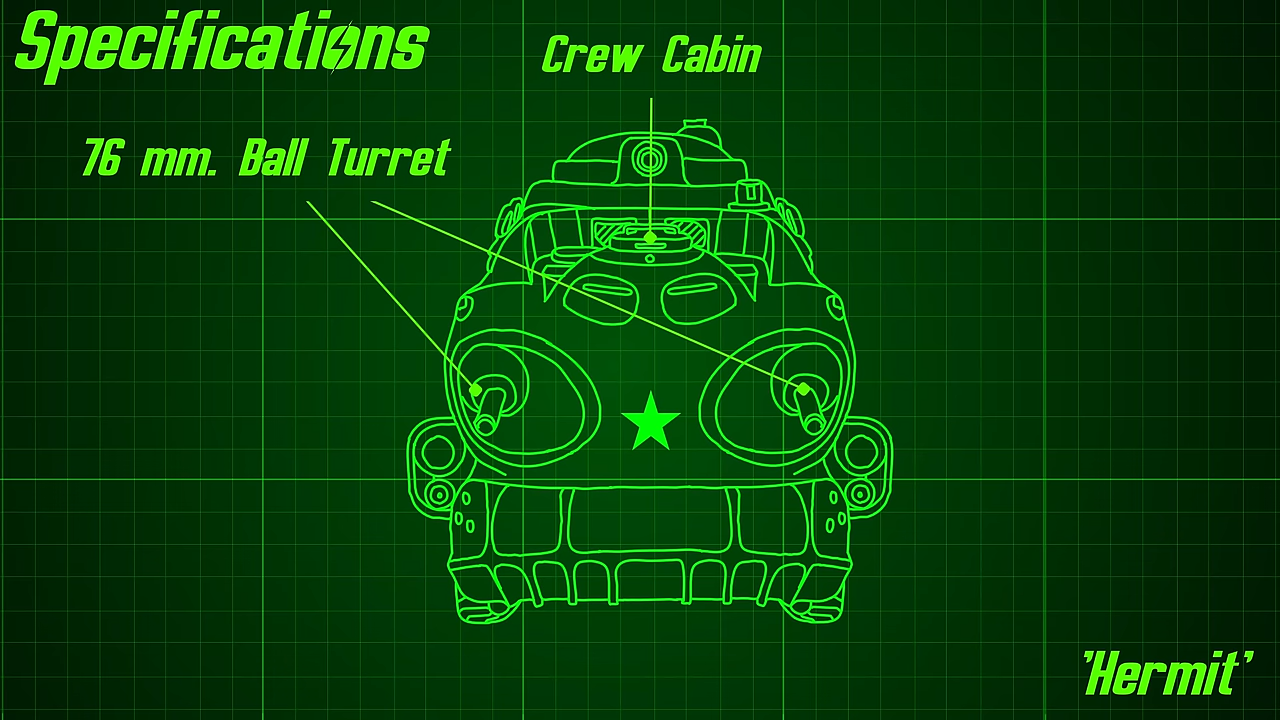 Specifications
Crew Cabin
76 mm. Ball Turret
'Hermit'